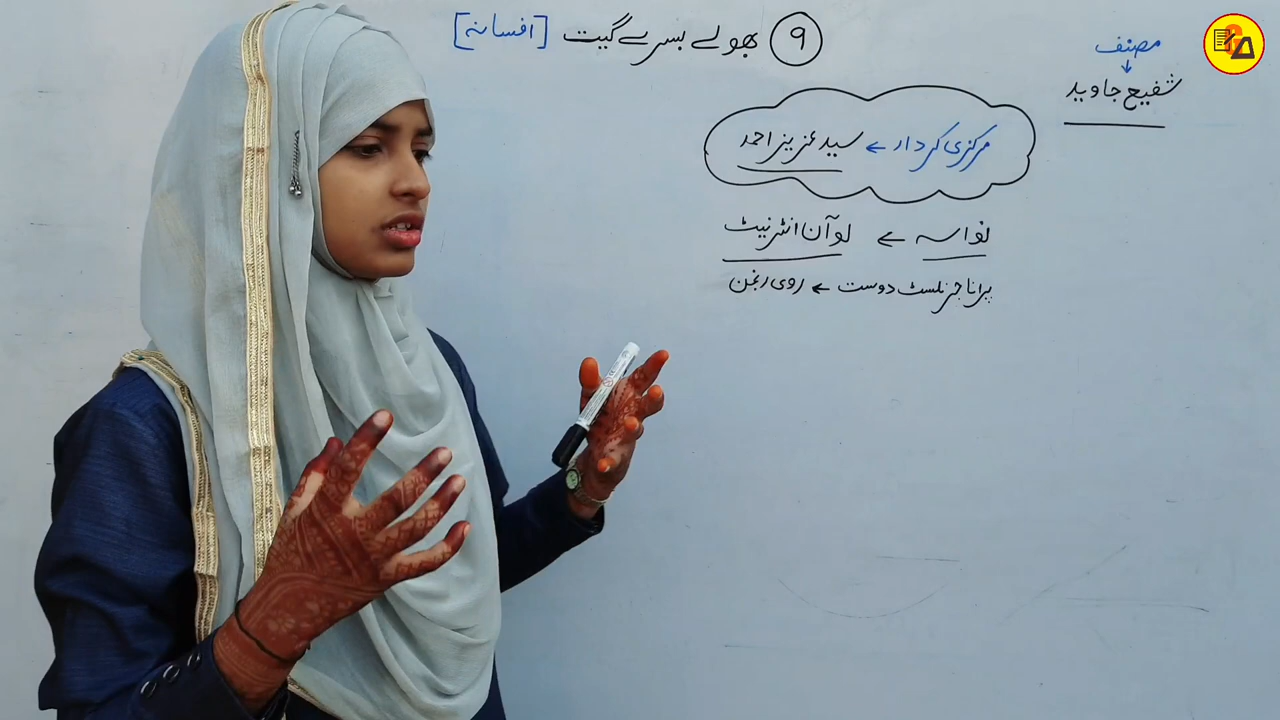 ۹ بھولے بسرے گیت [افسانہ]
مصنف
↓
شفیع جاوید
مرکزی کردار ← سید عزیز احمد
نواسہ ← لو آن انٹرنیٹ
پرانا جرنلسٹ دوست ← روی رنجن